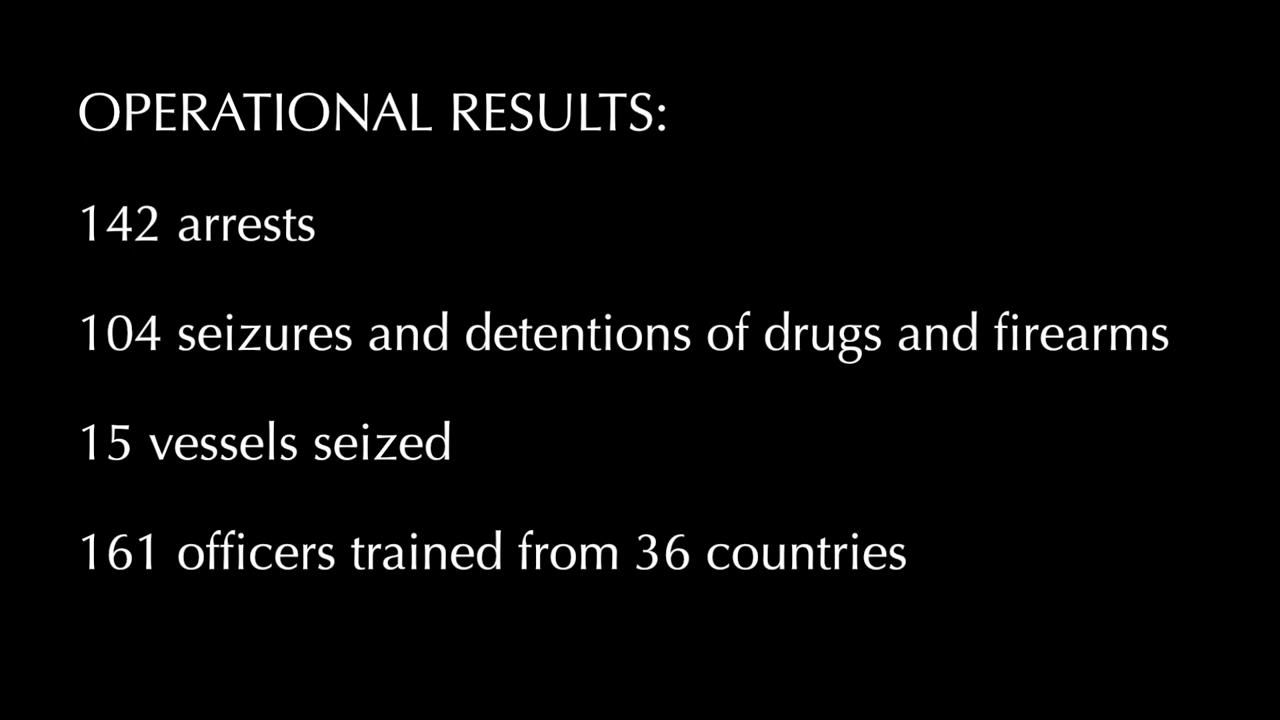 OPERATIONAL RESULTS:
142 arrests
104 seizures and detentions of drugs and firearms
15 vessels seized
161 officers trained from 36 countries